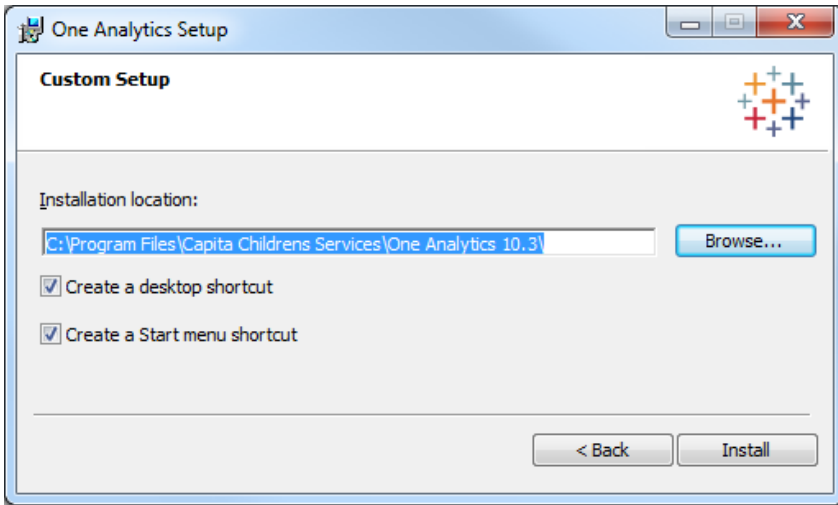 One Analytics Setup
Custom Setup
Installation location:
C:\Program Files\Capita Childrens Services\One Analytics 10.3\
Browse...
Create a desktop shortcut
Create a Start menu shortcut
< Back
Install